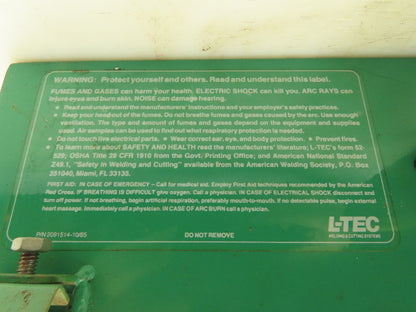 WARNING: Protect yourself and others. Read and understand this label.
FUMES AND GASES can harm your health. ELECTRIC SHOCK can kill you. ARC RAYS can
injure eyes and burn skin. NOISE can damage hearing.
• Read and understand the manufacturers' instructions and your employer's safety practices.
• Keep your head out of the fumes. Do not breathe fumes and gases caused by the arc. Use enough
ventilation. The type and amount of fumes and gases depend on the equipment and supplies
used. Air samples can be used to find out what respiratory protection is needed.
• Do not touch live electrical parts. • Wear correct ear, eye, and body protection. • Prevent fires.
• To learn more about SAFETY AND HEALTH read the manufacturers' literature; L-TEC's form 52-
529; OSHA Title 29 CFR 1910 from the Govt. Printing Office; and American National Standard
Z49.1, "Safety in Welding and Cutting" available from the American Welding Society, P.O. Box
351040, Miami, FL 33135.
FIRST AID: IN CASE OF EMERGENCY - Call for medical aid. Employ First Aid techniques recommended by the American
Red Cross. IF BREATHING IS DIFFICULT give oxygen. Call a physician. IN CASE OF ELECTRICAL SHOCK disconnect and
turn off power. If not breathing, begin artificial respiration, preferably mouth-to-mouth. If no detectable pulse, begin external
heart massage. Immediately call a physician. IN CASE OF ARC BURN call a physician.
L-TEC
WELDING & CUTTING SYSTEMS
P/N 2091514-10/85
DO NOT REMOVE